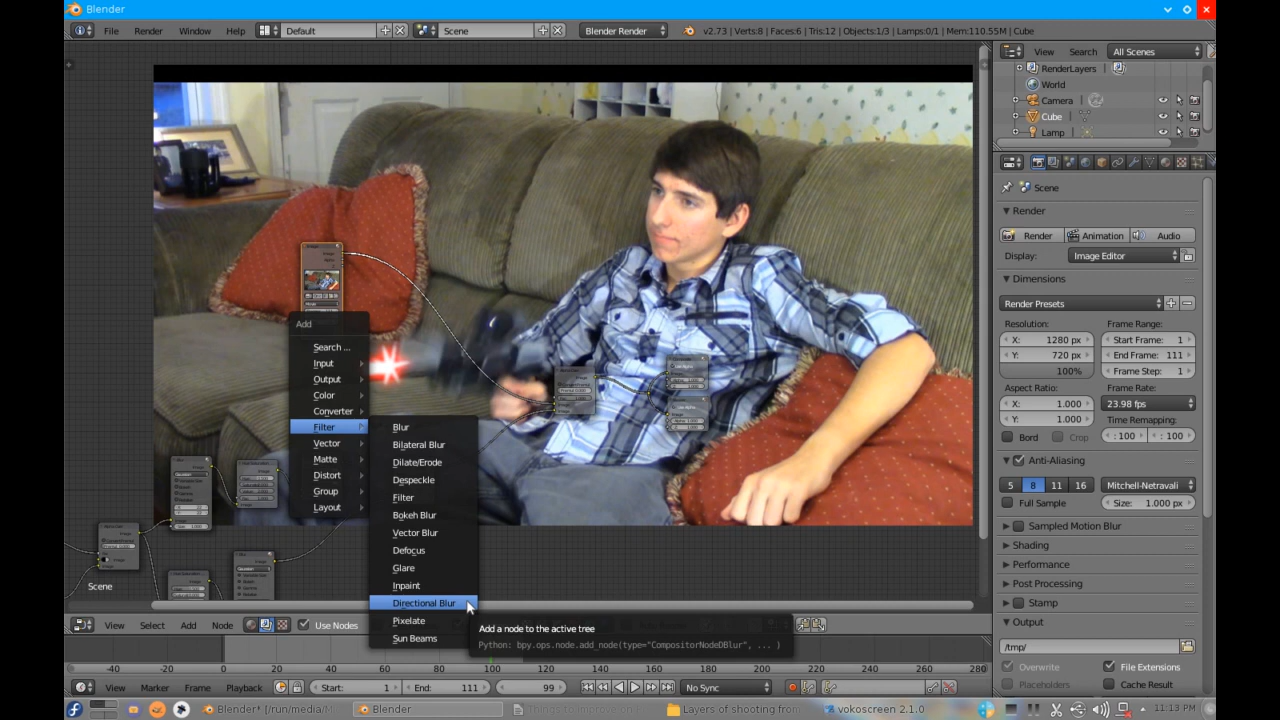 Blender
File Render Window Help Default Scene Blender Render v2.73 | Verts:8 | Faces:6 | Tris:12 | Objects:1/3 | Lamps:0/1 | Mem:110.55M | Cube
View Search All Scenes
RenderLayers
World
Camera
Cube
Lamp
Scene
Render
Render Animation Audio
Display: Image Editor
Dimensions
Render Presets
Resolution: Frame Range:
X: 1280 px Start Frame: 1
Y: 720 px End Frame: 111
100% Frame Step: 1
Aspect Ratio: Frame Rate:
X: 1.000 23.98 fps
Y: 1.000 Time Remapping:
Bord Crop : 100 : 100
Anti-Aliasing
5 8 11 16 Mitchell-Netravali
Full Sample Size: 1.000 px
Sampled Motion Blur
Shading
Performance
Post Processing
Stamp
Output
/tmp/
Overwrite File Extensions
Placeholders Cache Result
Add
Search ...
Input
Output
Color
Converter
Filter
Vector
Matte
Distort
Group
Layout
Blur
Bilateral Blur
Dilate/Erode
Despeckle
Filter
Bokeh Blur
Vector Blur
Defocus
Glare
Inpaint
Directional Blur
Pixelate
Sun Beams
Add a node to the active tree
Python: bpy.ops.node.add_node(type="CompositorNodeDBlur", ... )
Scene
View Select Add Node Use Nodes
-40 -20 0 20 40 60 80 100 120 140 160 180 200 220 240 260 280
View Marker Frame Playback Start: 1 End: 111 99 No Sync
Blender* [/run/media/M Blender Things to improve on Layers of shooting from vokoscreen 2.1.0 11:13 PM